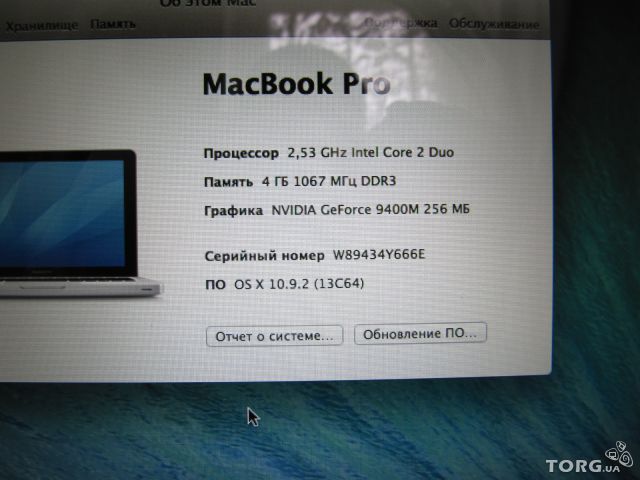 Об этом Mac
Хранилище Память Поддержка Обслуживание
MacBook Pro
Процессор 2,53 GHz Intel Core 2 Duo
Память 4 ГБ 1067 МГц DDR3
Графика NVIDIA GeForce 9400M 256 МБ
Серийный номер W89434Y666E
ПО OS X 10.9.2 (13C64)
Отчет о системе... Обновление ПО...
TORG.UA